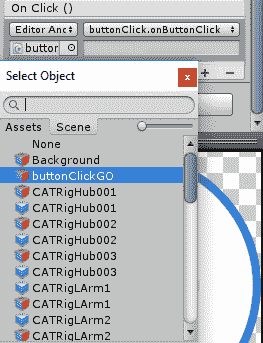 On Click ()
Editor Anc buttonClick.onButtonClick
buttor
Select Object
Assets Scene
None
Background
buttonClickGO
CATRigHub001
CATRigHub001
CATRigHub002
CATRigHub002
CATRigHub003
CATRigHub003
CATRigLArm1
CATRigLArm1
CATRigLArm2
CATRigLArm2